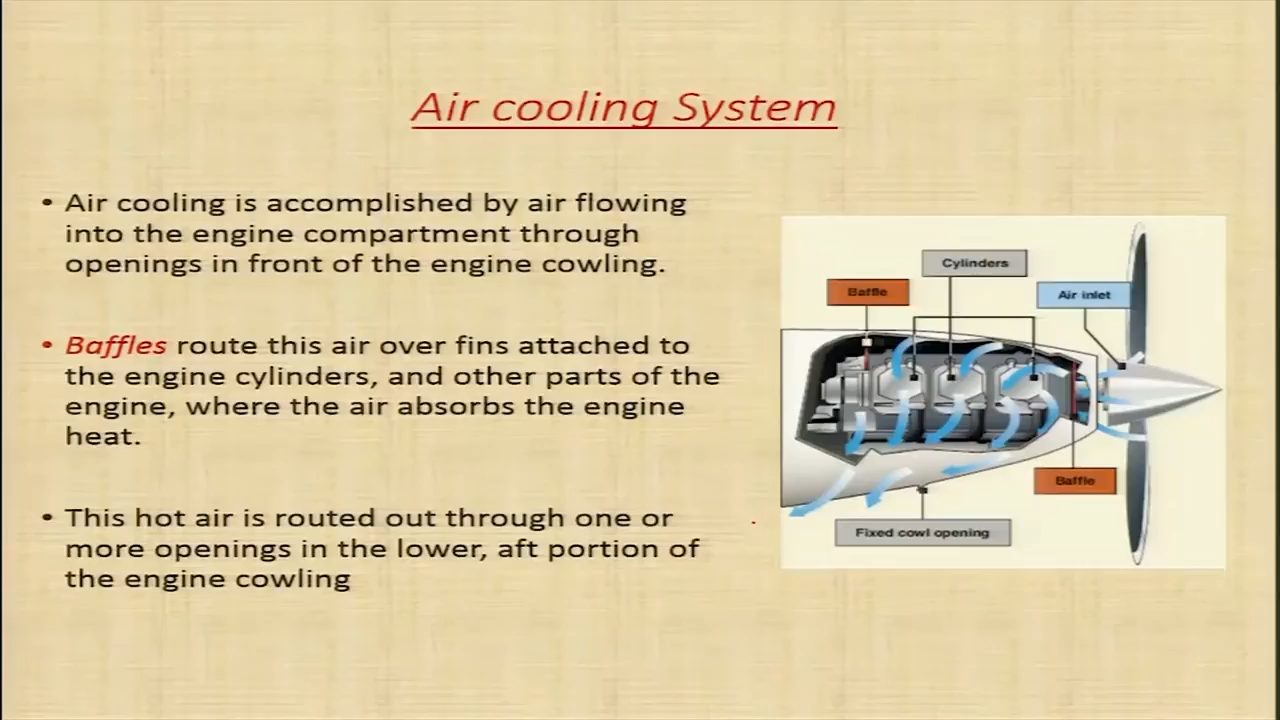 Air cooling System
• Air cooling is accomplished by air flowing
into the engine compartment through
openings in front of the engine cowling.
• Baffles route this air over fins attached to
the engine cylinders, and other parts of the
engine, where the air absorbs the engine
heat.
• This hot air is routed out through one or
more openings in the lower, aft portion of
the engine cowling
Cylinders
Baffle
Air inlet
Baffle
Fixed cowl opening